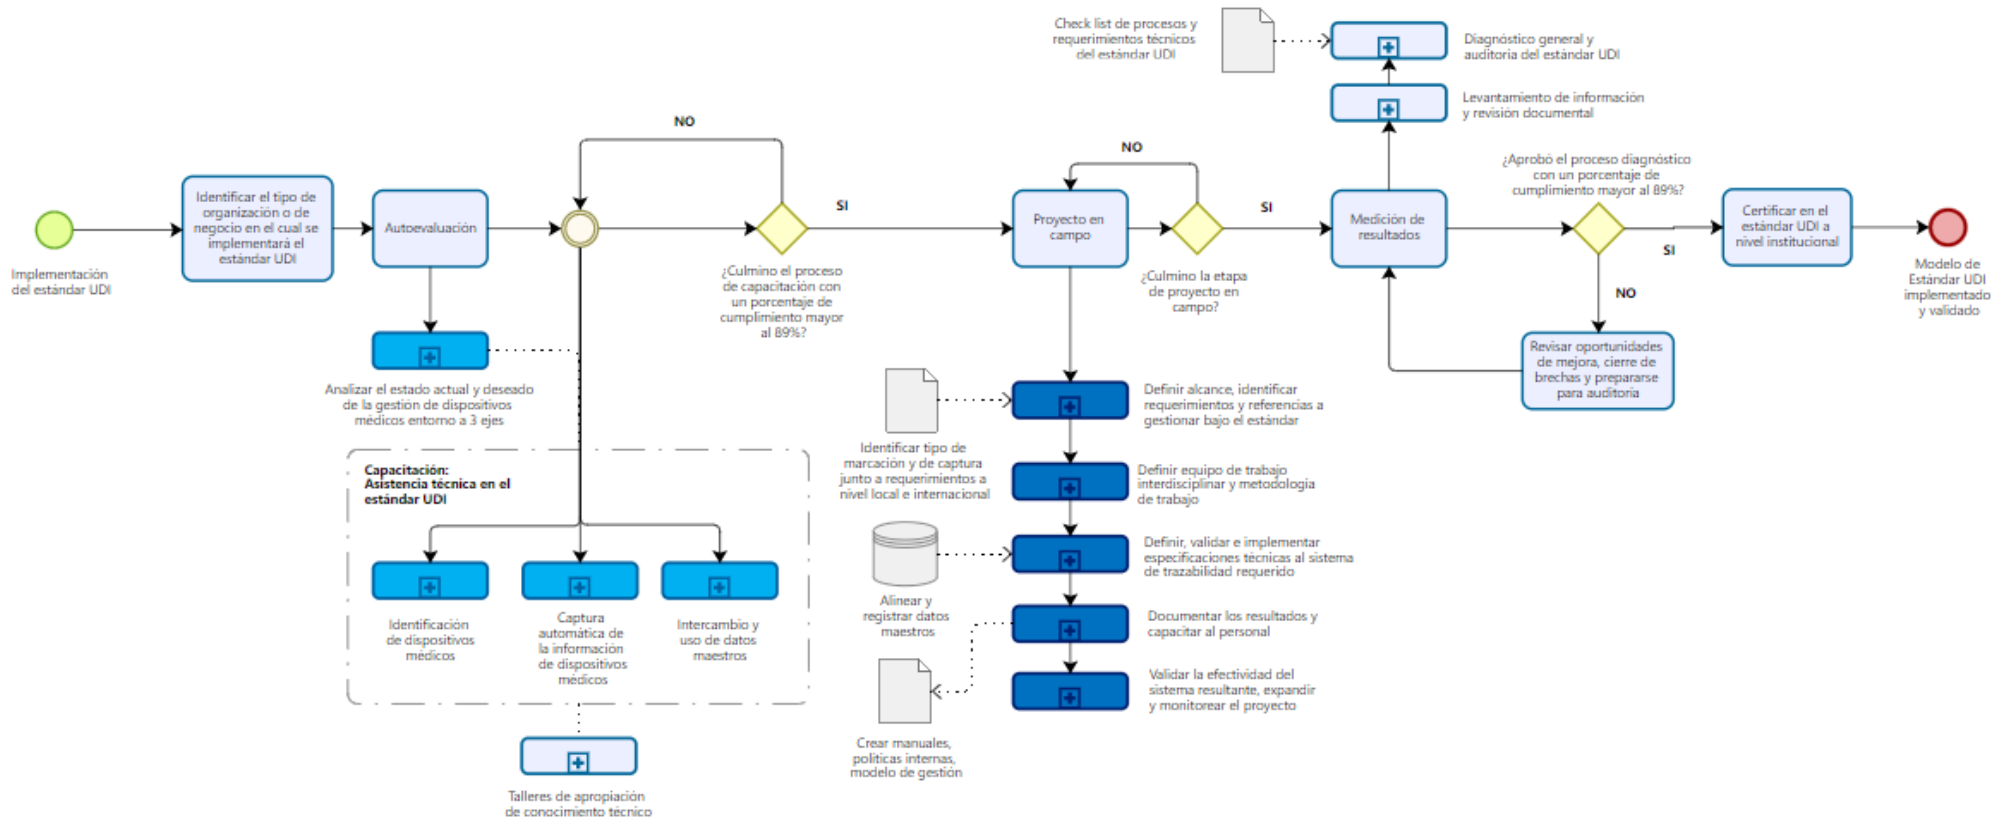 Implementación
del estándar UDI
Identificar el tipo de
organización o de
negocio en el cual se
implementará el
estándar UDI
Autoevaluación
Analizar el estado actual y deseado
de la gestión de dispositivos
médicos entorno a 3 ejes
NO
¿Culmino el proceso
de capacitación con
un porcentaje de
cumplimiento mayor
al 89%?
SI
Capacitación:
Asistencia técnica en el
estándar UDI
Identificación
de dispositivos
médicos
Captura
automática de
la información
de dispositivos
médicos
Intercambio y
uso de datos
maestros
Talleres de apropiación
de conocimiento técnico
Proyecto en
campo
NO
¿Culmino la etapa
de proyecto en
campo?
SI
Identificar tipo de
marcación y de captura
junto a requerimientos a
nivel local e internacional
Alinear y
registrar datos
maestros
Crear manuales,
políticas internas,
modelo de gestión
Definir alcance, identificar
requerimientos y referencias a
gestionar bajo el estándar
Definir equipo de trabajo
interdisciplinar y metodología
de trabajo
Definir, validar e implementar
especificaciones técnicas al sistema
de trazabilidad requerido
Documentar los resultados y
capacitar al personal
Validar la efectividad del
sistema resultante, expandir
y monitorear el proyecto
Check list de procesos y
requerimientos técnicos
del estándar UDI
Diagnóstico general y
auditoria del estándar UDI
Levantamiento de información
y revisión documental
Medición de
resultados
¿Aprobó el proceso diagnóstico
con un porcentaje de
cumplimiento mayor al 89%?
SI
NO
Revisar oportunidades
de mejora, cierre de
brechas y prepararse
para auditoria
Certificar en el
estándar UDI a
nivel institucional
Modelo de
Estándar UDI
implementado
y validado